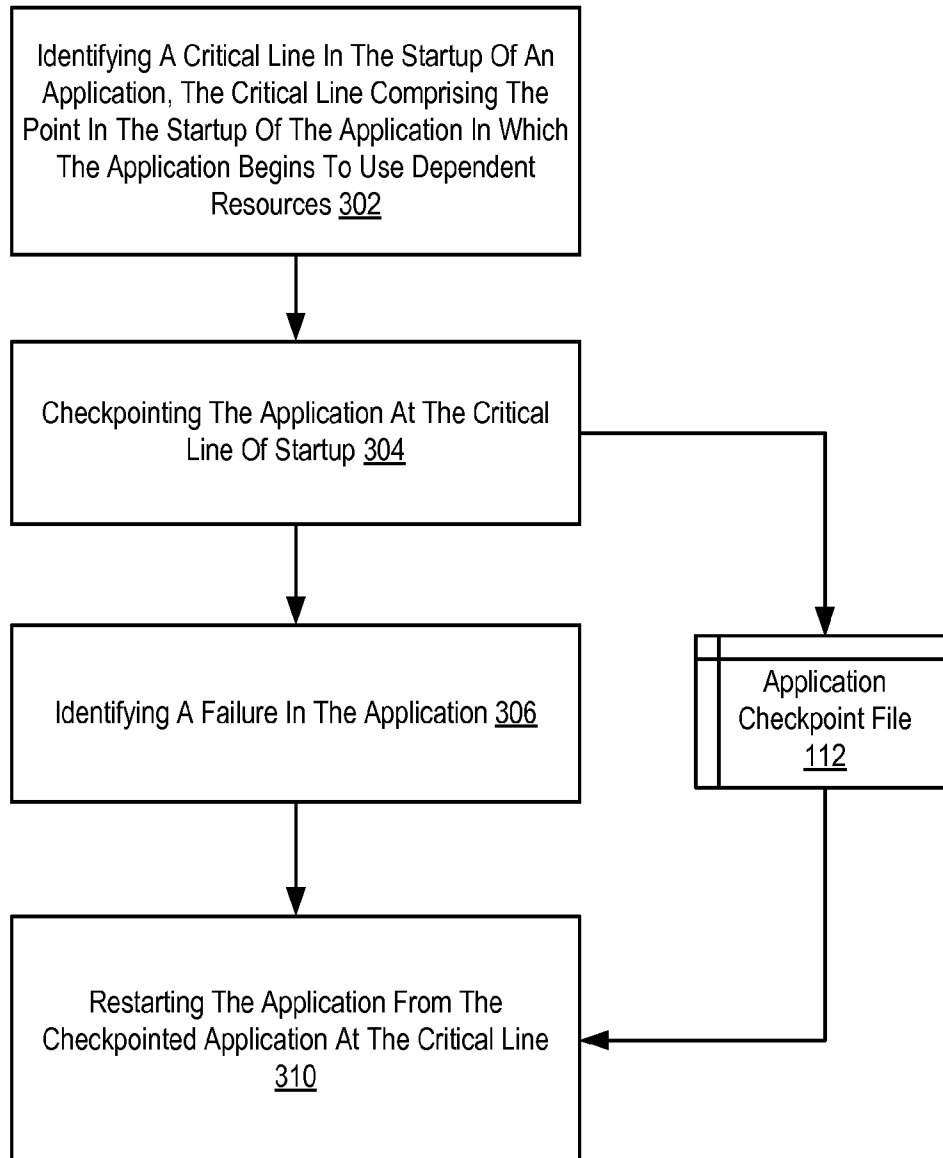 Identifying A Critical Line In The Startup Of An
Application, The Critical Line Comprising The
Point In The Startup Of The Application In Which
The Application Begins To Use Dependent
Resources 302
Checkpointing The Application At The Critical
Line Of Startup 304
Identifying A Failure In The Application 306
Application
Checkpoint File
112
Restarting The Application From The
Checkpointed Application At The Critical Line
310